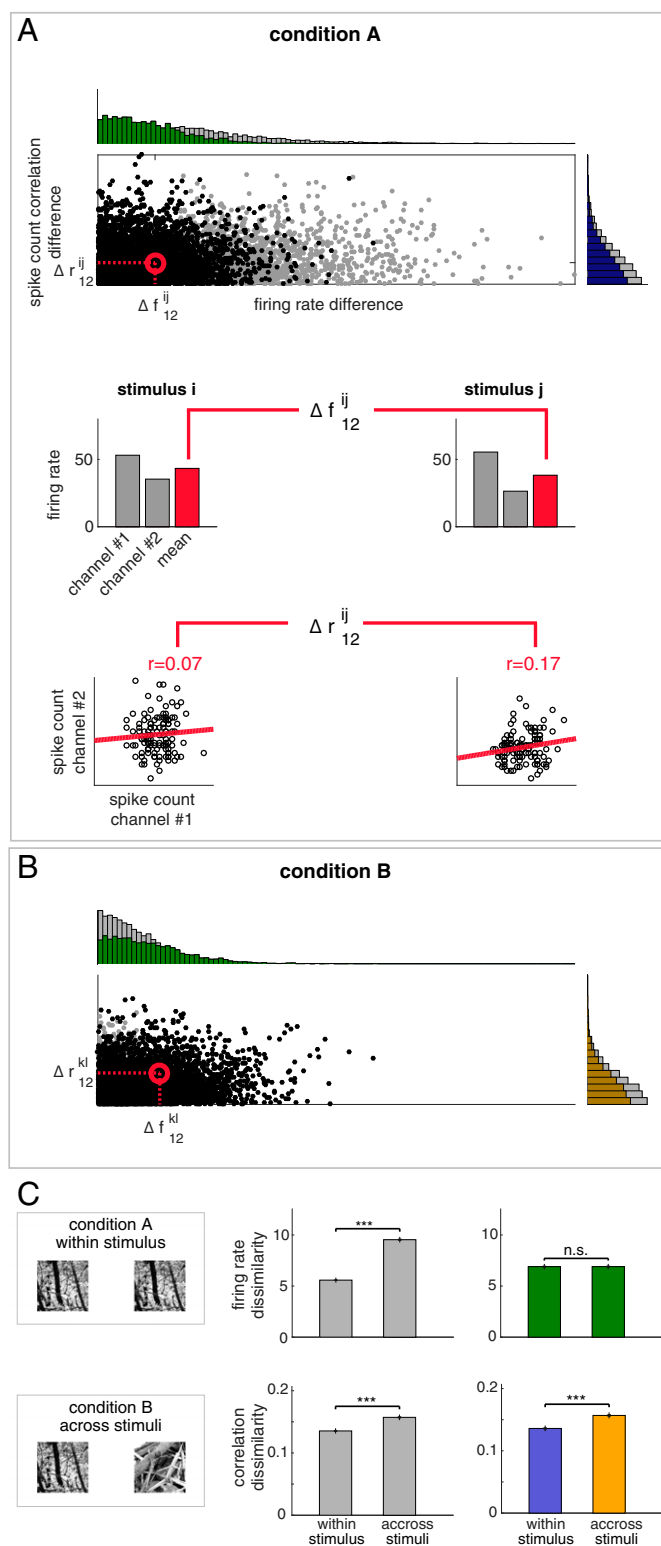 A
condition A
spike count correlation
difference
Δ r ij 12
Δ f ij 12
firing rate difference
stimulus i
stimulus j
Δ f ij 12
firing rate
50
0
channel #1
channel #2
mean
50
0
Δ r ij 12
r=0.07
r=0.17
spike count
channel #2
spike count
channel #1
B
condition B
Δ r kl 12
Δ f kl 12
C
condition A
within stimulus
firing rate
dissimilarity
10
5
0
***
10
5
0
n.s.
condition B
across stimuli
correlation
dissimilarity
0.2
0.1
0
***
within
stimulus
accross
stimuli
0.2
0.1
0
***
within
stimulus
accross
stimuli